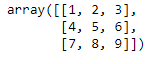 array([[1, 2, 3],
       [4, 5, 6],
       [7, 8, 9]])